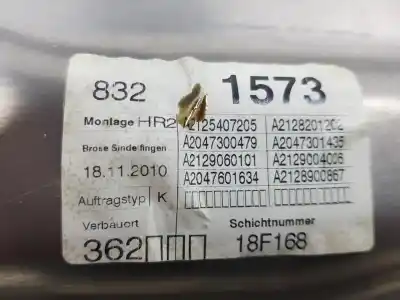 832 1573
Montage HR2 A2125407205 A2128201202
Brose Sindelfingen A2047300479 A2047301435
18.11.2010 A2129060101 A2129004006
A2047601634 A2128900867
Auftragstyp K
Verbauort Schichtnummer
362 18F168